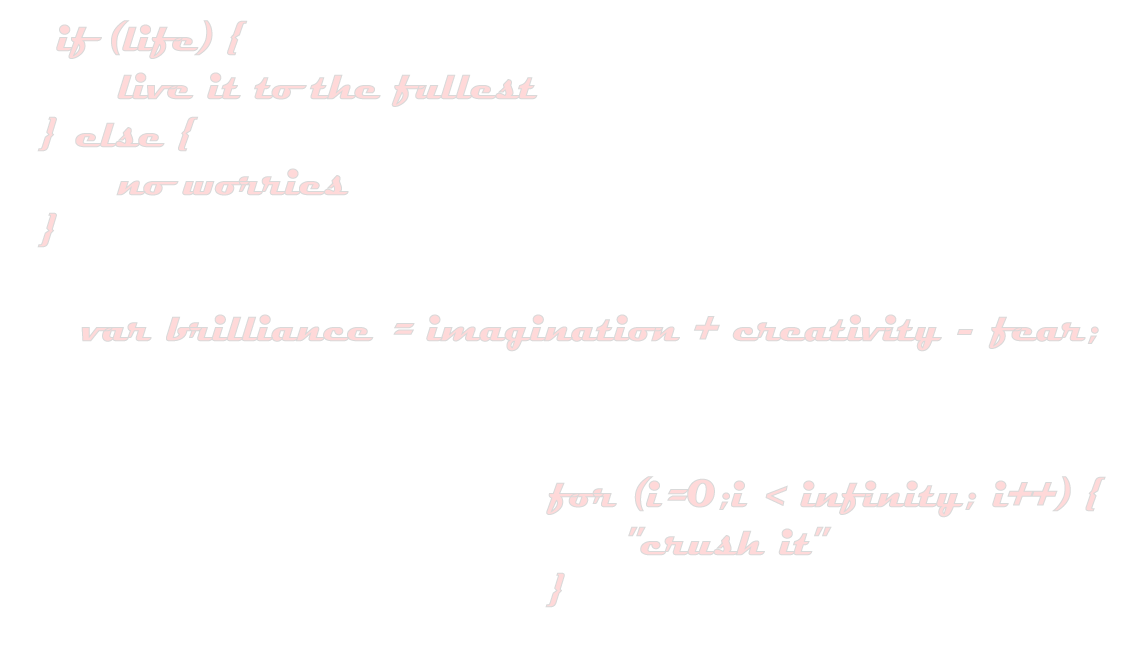 if (life) {
live it to the fullest
} else {
no worries
}
var brilliance = imagination + creativity - fear;
for (i=0;i < infinity; i++) {
"crush it"
}